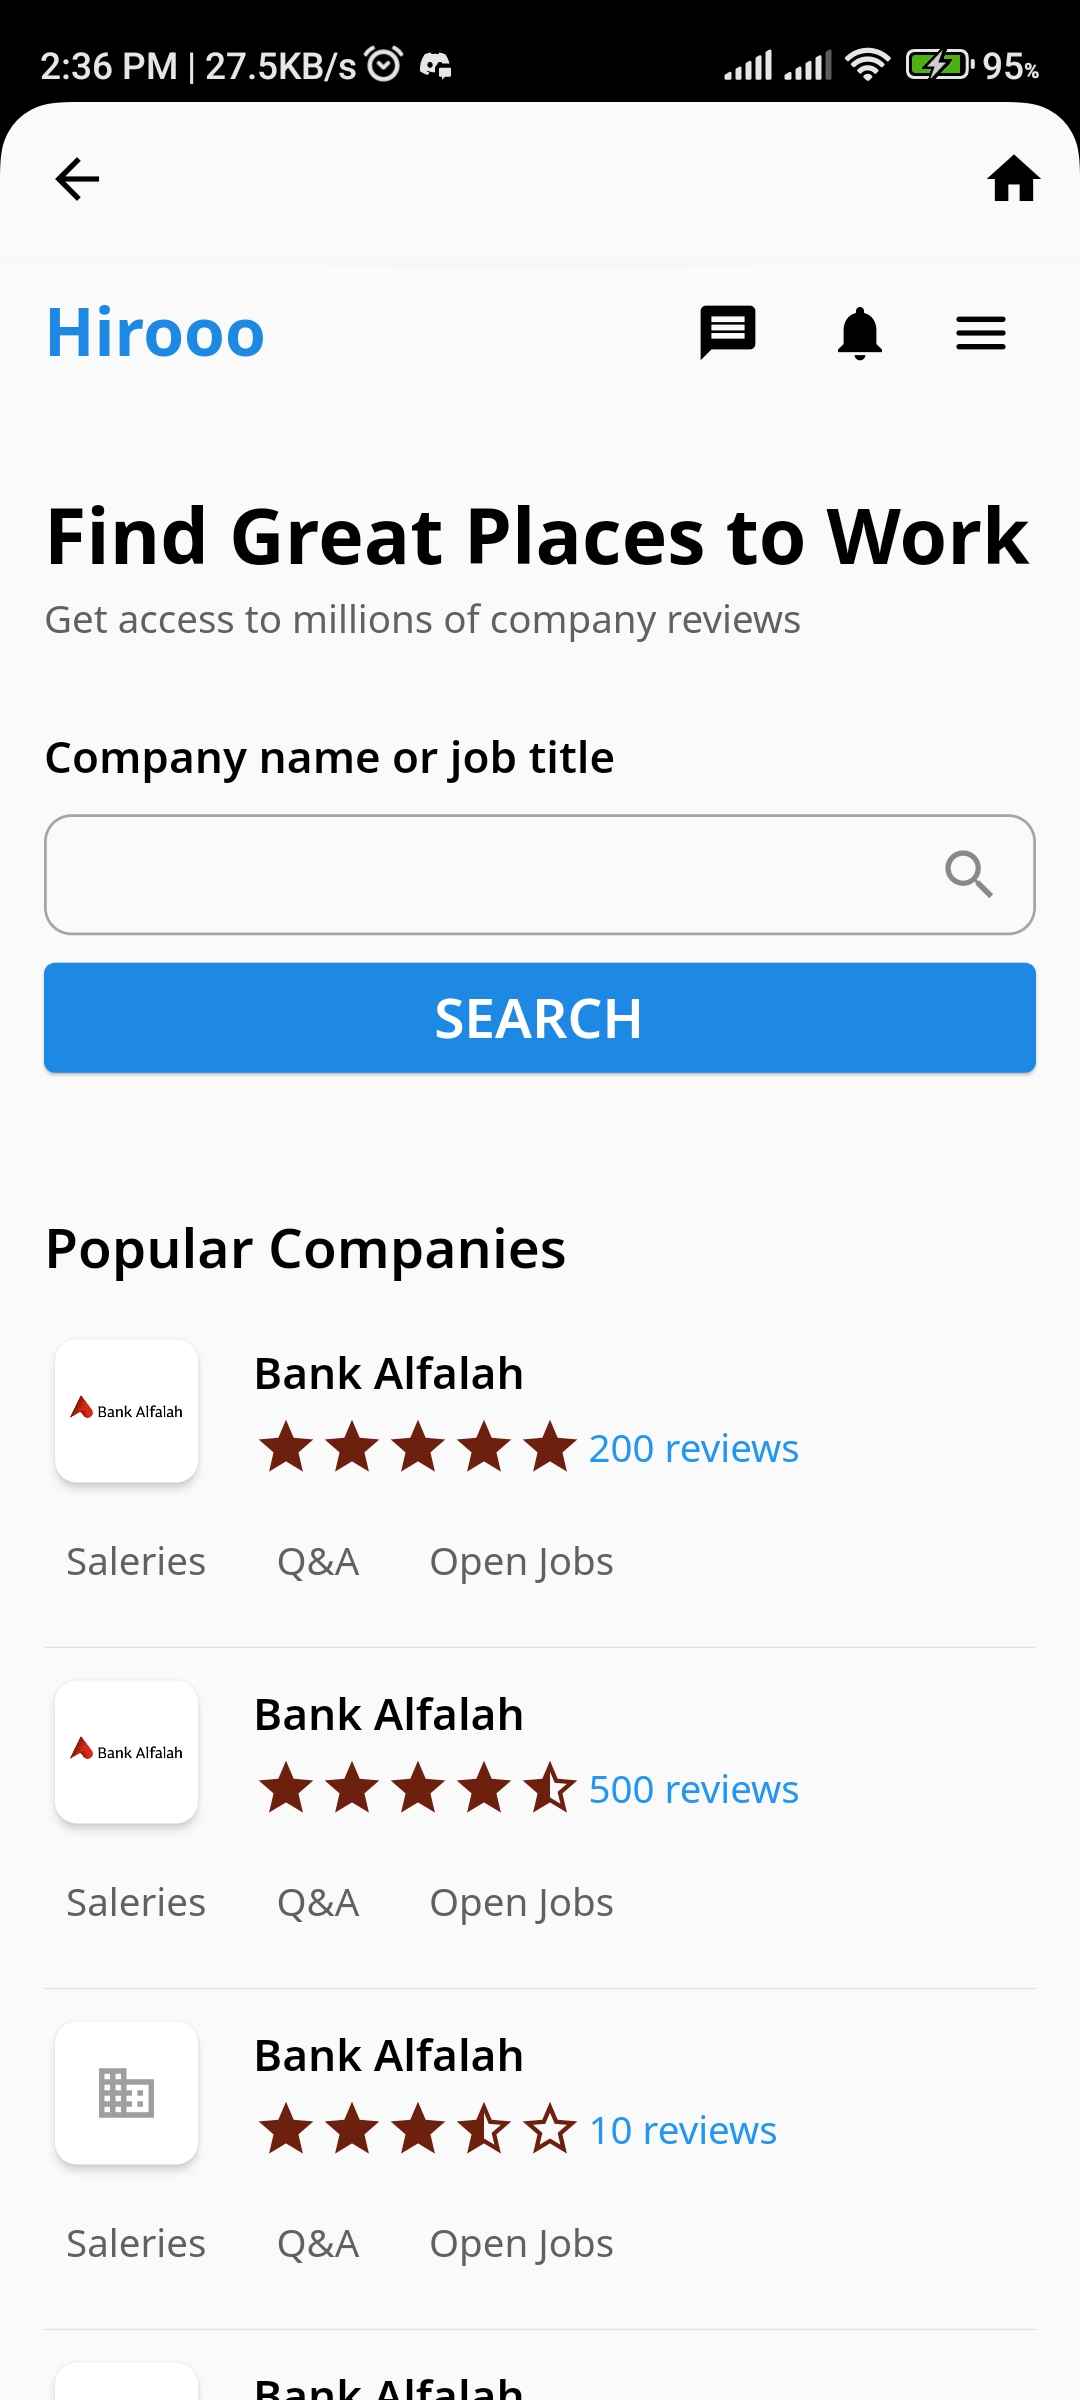 2:36 PM | 27.5KB/s 95%
Hirooo
Find Great Places to Work
Get access to millions of company reviews
Company name or job title
SEARCH
Popular Companies
Bank Alfalah
Bank Alfalah
200 reviews
Saleries Q&A Open Jobs
Bank Alfalah
Bank Alfalah
500 reviews
Saleries Q&A Open Jobs
Bank Alfalah
10 reviews
Saleries Q&A Open Jobs
Bank Alfalah